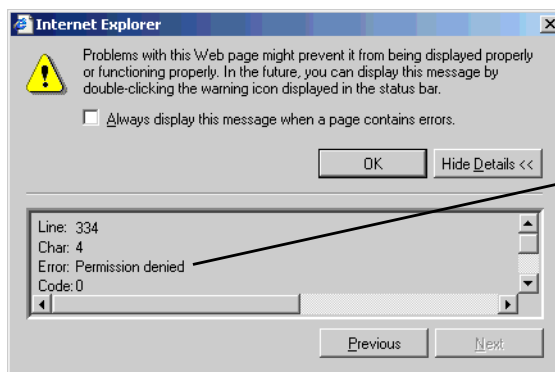 Internet Explorer
Problems with this Web page might prevent it from being displayed properly
or functioning properly. In the future, you can display this message by
double-clicking the warning icon displayed in the status bar.
Always display this message when a page contains errors.
OK
Hide Details <<
Line: 334
Char: 4
Error: Permission denied
Code: 0
Previous
Next